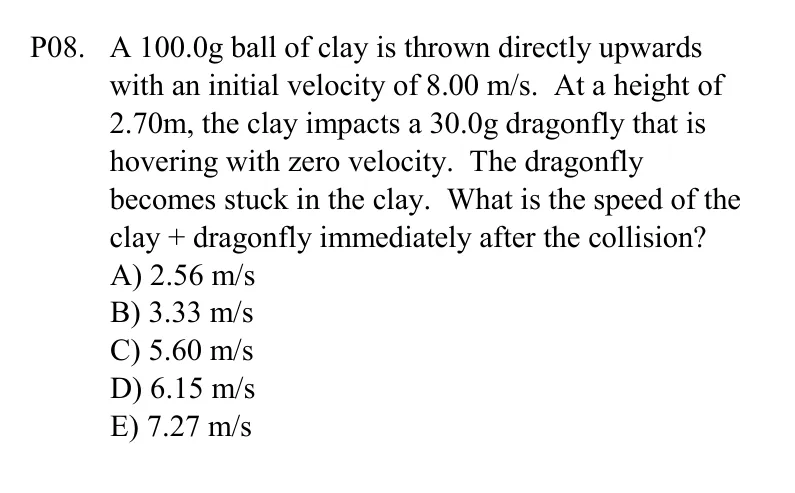 P08. A 100.0g ball of clay is thrown directly upwards
with an initial velocity of 8.00 m/s. At a height of
2.70m, the clay impacts a 30.0g dragonfly that is
hovering with zero velocity. The dragonfly
becomes stuck in the clay. What is the speed of the
clay + dragonfly immediately after the collision?
A) 2.56 m/s
B) 3.33 m/s
C) 5.60 m/s
D) 6.15 m/s
E) 7.27 m/s